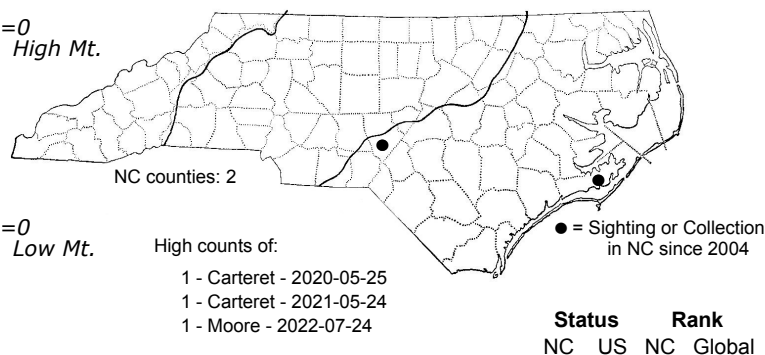 =0
High Mt.
NC counties: 2
=0
Low Mt.
High counts of:
1 - Carteret - 2020-05-25
1 - Carteret - 2021-05-24
1 - Moore - 2022-07-24
● = Sighting or Collection
in NC since 2004
Status Rank
NC US NC Global